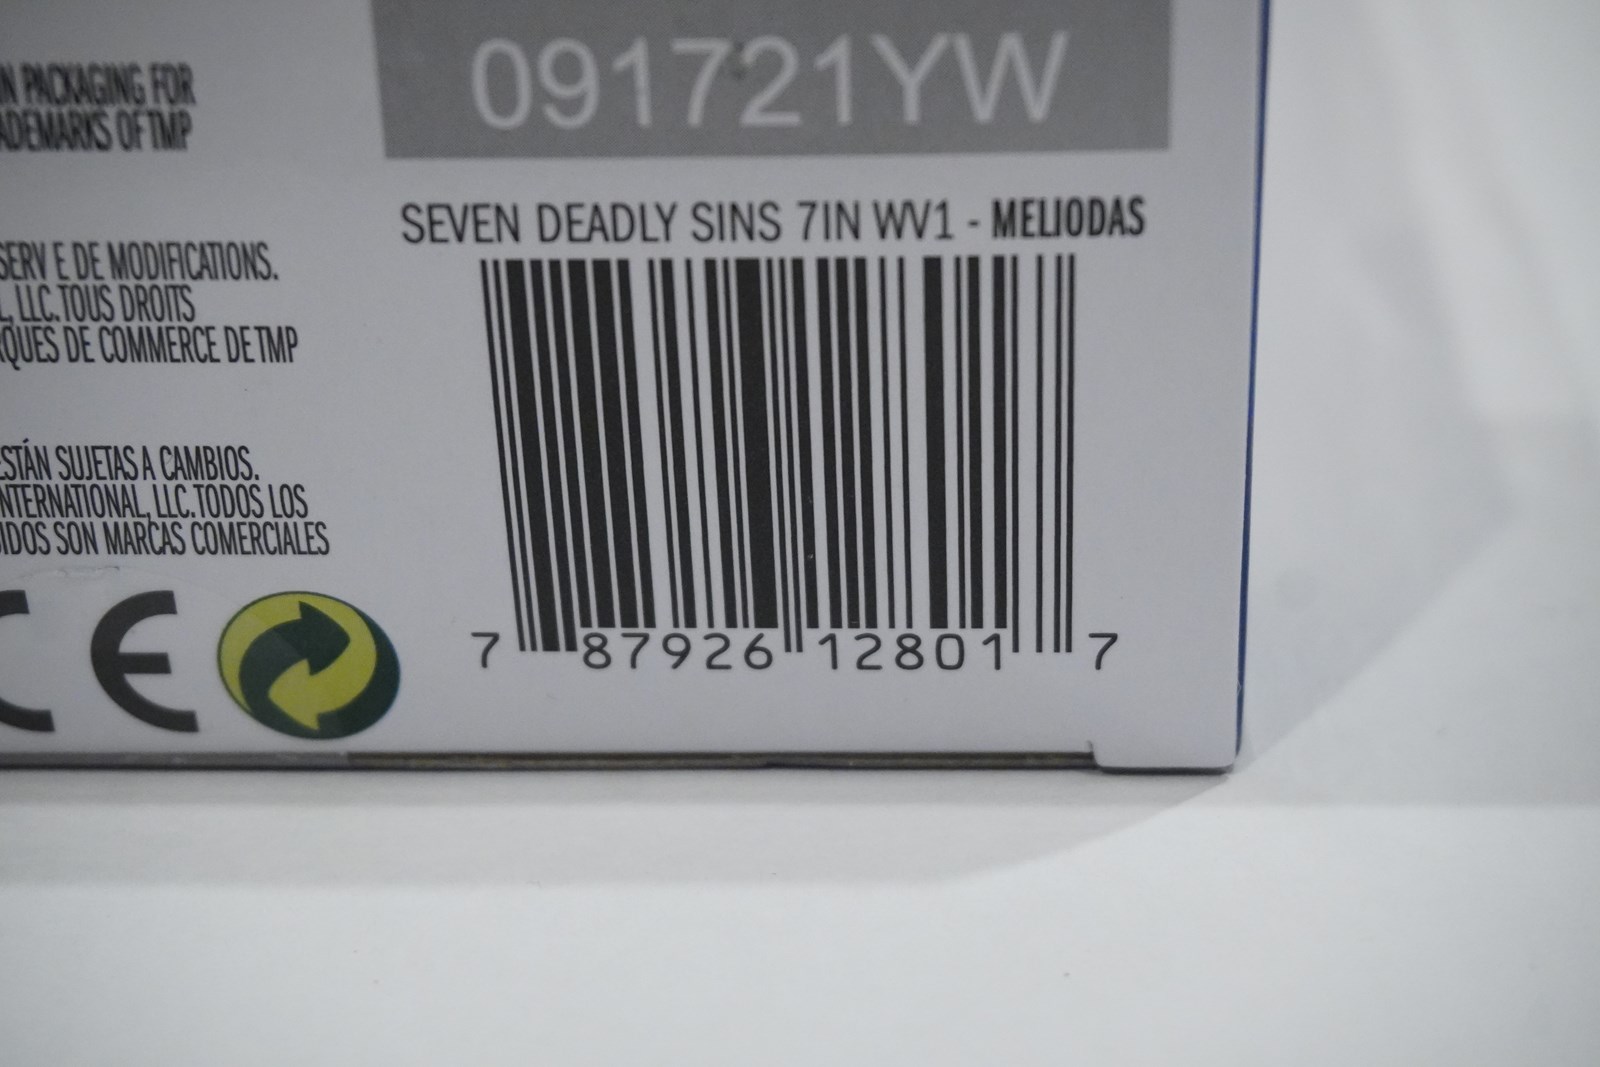 091721YW
IN PACKAGING FOR
ADEMARKS OF TMP
SEVEN DEADLY SINS 7IN WV1 - MELIODAS
SERV E DE MODIFICATIONS.
L, LLC. TOUS DROITS
RQUES DE COMMERCE DE TMP
ESTÁN SUJETAS A CAMBIOS.
INTERNATIONAL, LLC. TODOS LOS
BIDOS SON MARCAS COMERCIALES
CE
7 87926 12801 7